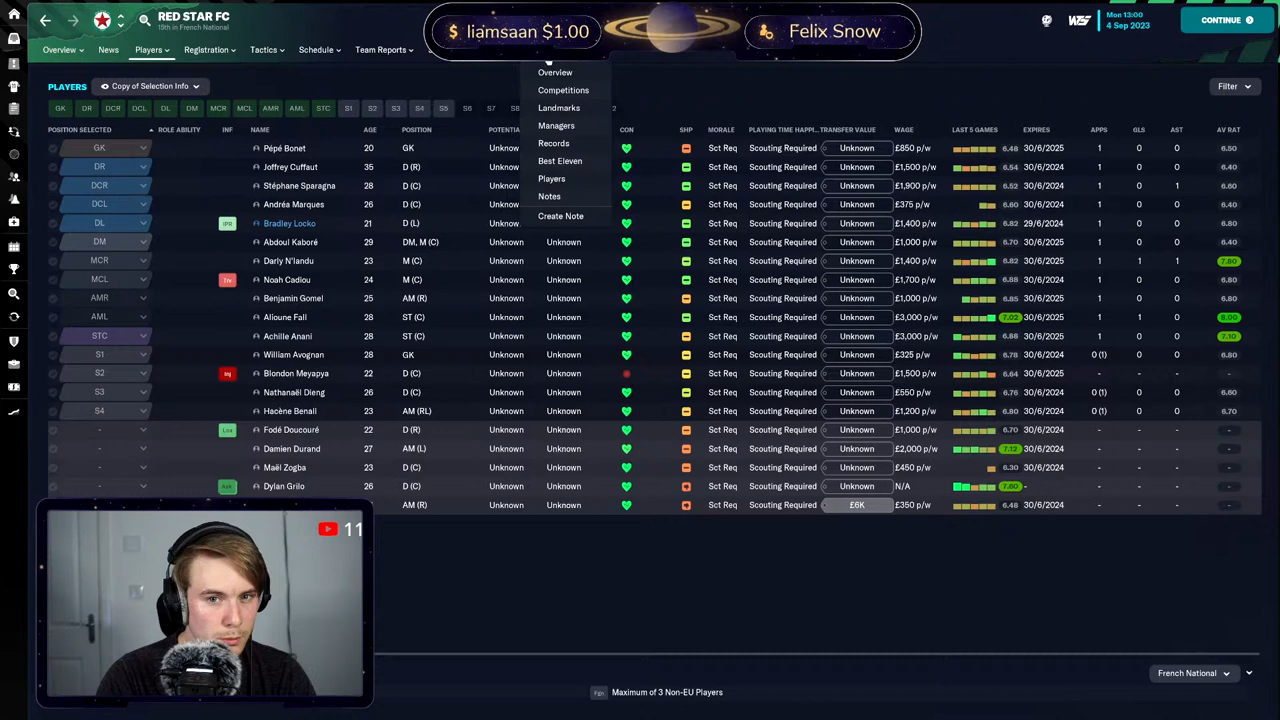 RED STAR FC
15th in French National
$ liamsaan $1.00
Felix Snow
Mon 13:00
4 Sep 2023
CONTINUE
Overview
News
Players
Registration
Tactics
Schedule
Team Reports
PLAYERS
Copy of Selection Info
Filter
Overview
Competitions
Landmarks
Managers
Records
Best Eleven
Players
Notes
Create Note
GK DR DCR DCL DL DM MCR MCL AMR AML STC S1 S2 S3 S4 S5 S6 S7
POSITION SELECTED ROLE ABILITY INF NAME AGE POSITION CON SHP MORALE PLAYING TIME HAPPI... TRANSFER VALUE WAGE LAST 5 GAMES EXPIRES APPS GLS AST AV RAT
GK Pépé Bonet 20 GK Unknown Sct Req Scouting Required Unknown £850 p/w 6.48 30/6/2025 1 0 0 6.50
DR Joffrey Cuffaut 35 D (R) Unknown Sct Req Scouting Required Unknown £1,500 p/w 6.54 30/6/2024 1 0 0 6.40
DCR Stéphane Sparagna 28 D (C) Unknown Sct Req Scouting Required Unknown £1,900 p/w 6.52 30/6/2024 1 0 1 6.60
DCL Andréa Marques 26 D (C) Unknown Sct Req Scouting Required Unknown £375 p/w 6.60 30/6/2024 1 0 0 6.40
DL IPR Bradley Locko 21 D (L) Unknown Sct Req Scouting Required Unknown £1,400 p/w 6.82 29/6/2024 1 0 0 6.80
DM Abdoul Kaboré 29 DM, M (C) Unknown Unknown Sct Req Scouting Required Unknown £1,000 p/w 6.70 30/6/2025 1 0 0 6.40
MCR Darly N'landu 23 M (C) Unknown Unknown Sct Req Scouting Required Unknown £1,400 p/w 6.82 30/6/2025 1 1 1 7.80
MCL Trv Noah Cadiou 24 M (C) Unknown Unknown Sct Req Scouting Required Unknown £1,700 p/w 6.88 30/6/2024 1 0 0 6.80
AMR Benjamin Gomel 25 AM (R) Unknown Unknown Sct Req Scouting Required Unknown £1,000 p/w 6.85 30/6/2025 1 0 0 6.80
AML Alioune Fall 28 ST (C) Unknown Unknown Sct Req Scouting Required Unknown £3,000 p/w 7.02 30/6/2025 1 1 0 8.00
STC Achille Anani 28 ST (C) Unknown Unknown Sct Req Scouting Required Unknown £3,000 p/w 6.88 30/6/2024 1 0 1 7.10
S1 William Avognan 28 GK Unknown Unknown Sct Req Scouting Required Unknown £325 p/w 6.78 30/6/2024 0 (1) 0 0 6.80
S2 Inj Blondon Meyapya 22 D (C) Unknown Unknown Sct Req Scouting Required Unknown £1,500 p/w 6.64 30/6/2024 - - - -
S3 Nathanaël Dieng 26 D (C) Unknown Unknown Sct Req Scouting Required Unknown £550 p/w 6.76 30/6/2024 0 (1) 0 0 6.60
S4 Hacène Benali 23 AM (RL) Unknown Unknown Sct Req Scouting Required Unknown £1,200 p/w 6.80 30/6/2024 0 (1) 0 0 6.70
- Loa Fodé Doucouré 22 D (R) Unknown Unknown Sct Req Scouting Required Unknown £1,000 p/w 6.70 30/6/2024 - - - -
- Damien Durand 27 AM (L) Unknown Unknown Sct Req Scouting Required Unknown £2,000 p/w 7.12 30/6/2024 - - - -
- Maël Zogba 23 D (C) Unknown Unknown Sct Req Scouting Required Unknown £450 p/w 6.30 30/6/2024 - - - -
- Dylan Grilo 26 D (C) Unknown Unknown Sct Req Scouting Required Unknown N/A 7.60 - - - - -
AM (R) Unknown Unknown Sct Req Scouting Required £6K £350 p/w 6.48 30/6/2024 - - - -
11
French National
Fgn Maximum of 3 Non-EU Players